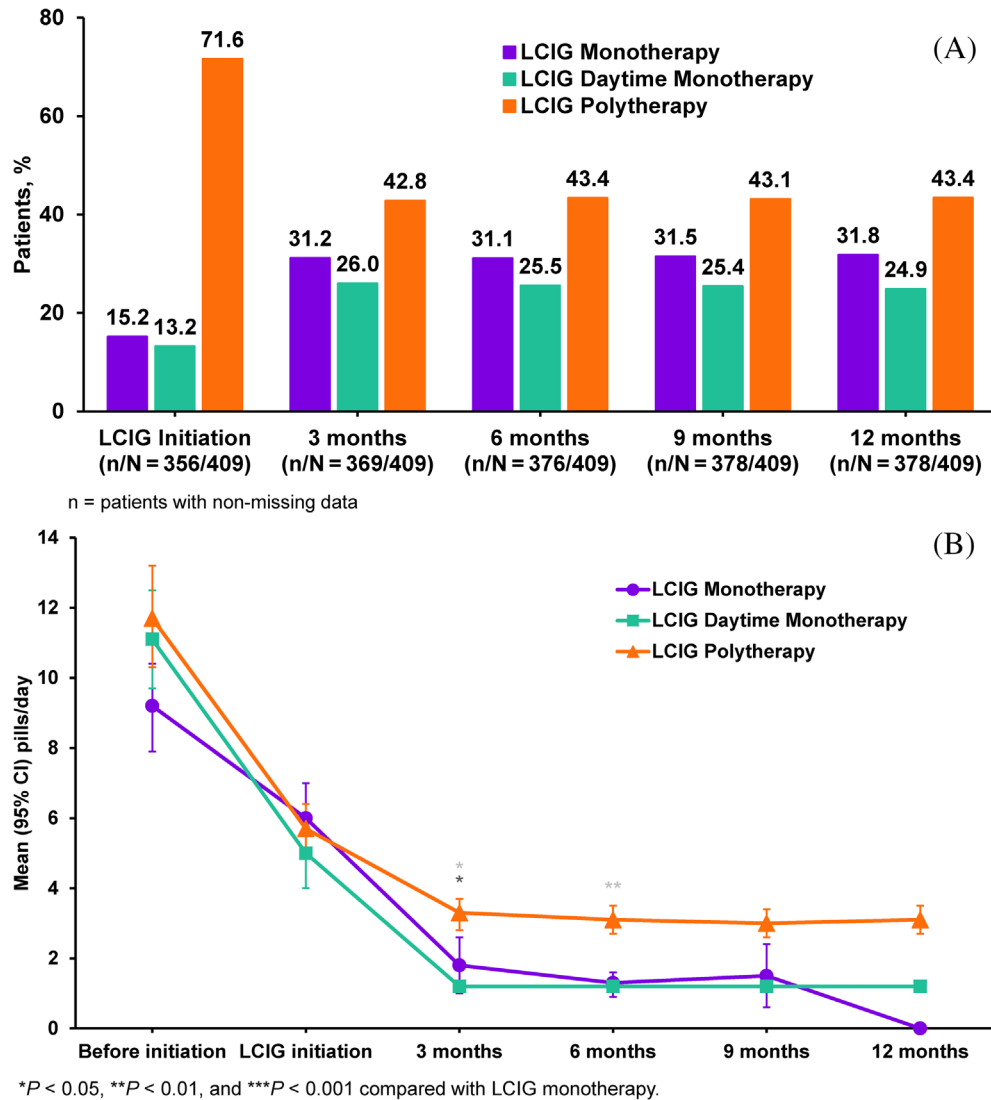 (A)
LCIG Monotherapy
LCIG Daytime Monotherapy
LCIG Polytherapy
Patients, %
80
60
40
20
0
15.2
13.2
71.6
31.2
26.0
42.8
31.1
25.5
43.4
31.5
25.4
43.1
31.8
24.9
43.4
LCIG Initiation 3 months 6 months 9 months 12 months
(n/N = 356/409) (n/N = 369/409) (n/N = 376/409) (n/N = 378/409) (n/N = 378/409)
n = patients with non-missing data
(B)
LCIG Monotherapy
LCIG Daytime Monotherapy
LCIG Polytherapy
Mean (95% CI) pills/day
14
12
10
8
6
4
2
0
*
*
**
Before initiation LCIG initiation 3 months 6 months 9 months 12 months
*P < 0.05, **P < 0.01, and ***P < 0.001 compared with LCIG monotherapy.